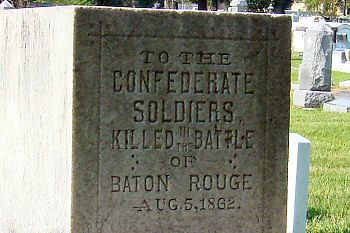 TO THE
CONFEDERATE
SOLDIERS,
KILLED IN THE BATTLE
- OF -
BATON ROUGE
AUG. 5, 1862.